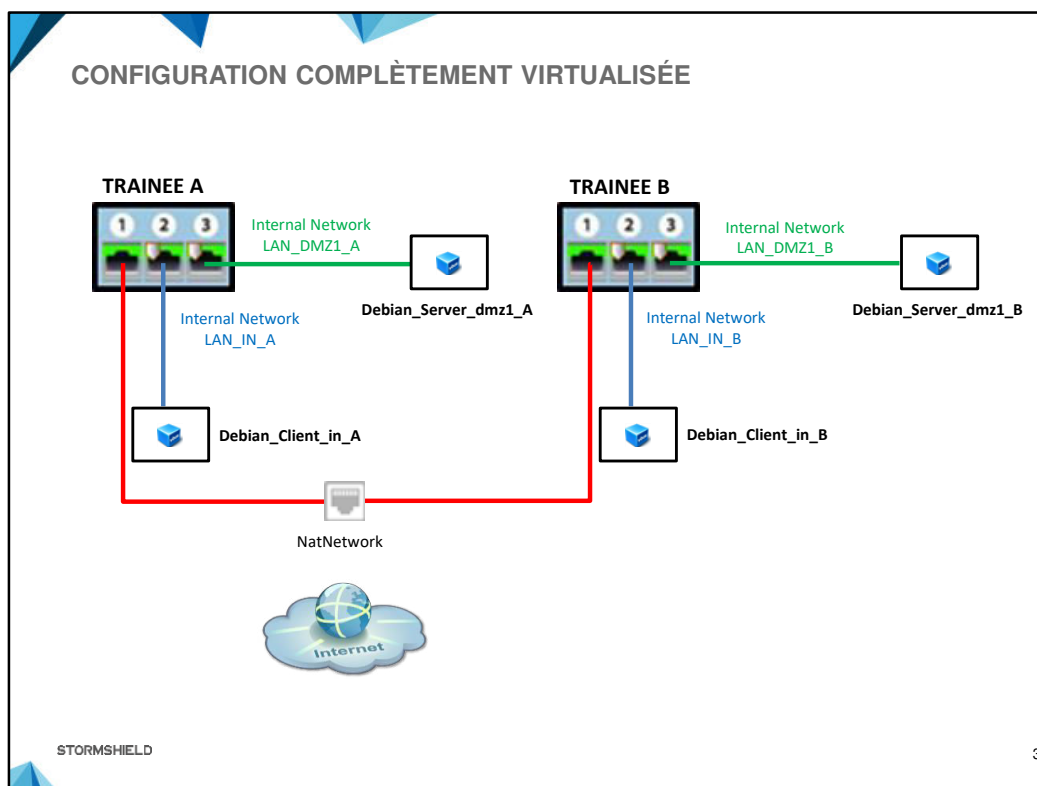 CONFIGURATION COMPLÈTEMENT VIRTUALISÉE
TRAINEE A
1 2 3
Internal Network
LAN_DMZ1_A
Debian_Server_dmz1_A
Internal Network
LAN_IN_A
Debian_Client_in_A
TRAINEE B
1 2 3
Internal Network
LAN_DMZ1_B
Debian_Server_dmz1_B
Internal Network
LAN_IN_B
Debian_Client_in_B
NatNetwork
Internet
STORMSHIELD
3